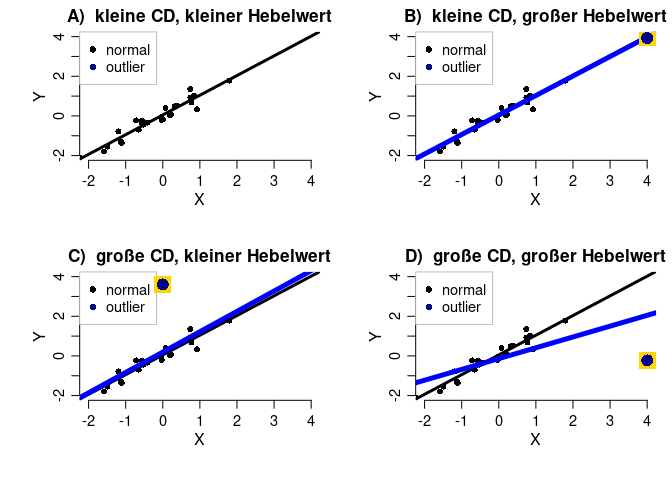 A)  kleine CD, kleiner Hebelwert
normal
outlier
Y
4
2
0
-2
-2 -1 0 1 2 3 4
X
B)  kleine CD, großer Hebelwert
normal
outlier
Y
4
2
0
-2
-2 -1 0 1 2 3 4
X
C)  große CD, kleiner Hebelwert
normal
outlier
Y
4
2
0
-2
-2 -1 0 1 2 3 4
X
D)  große CD, großer Hebelwert
normal
outlier
Y
4
2
0
-2
-2 -1 0 1 2 3 4
X